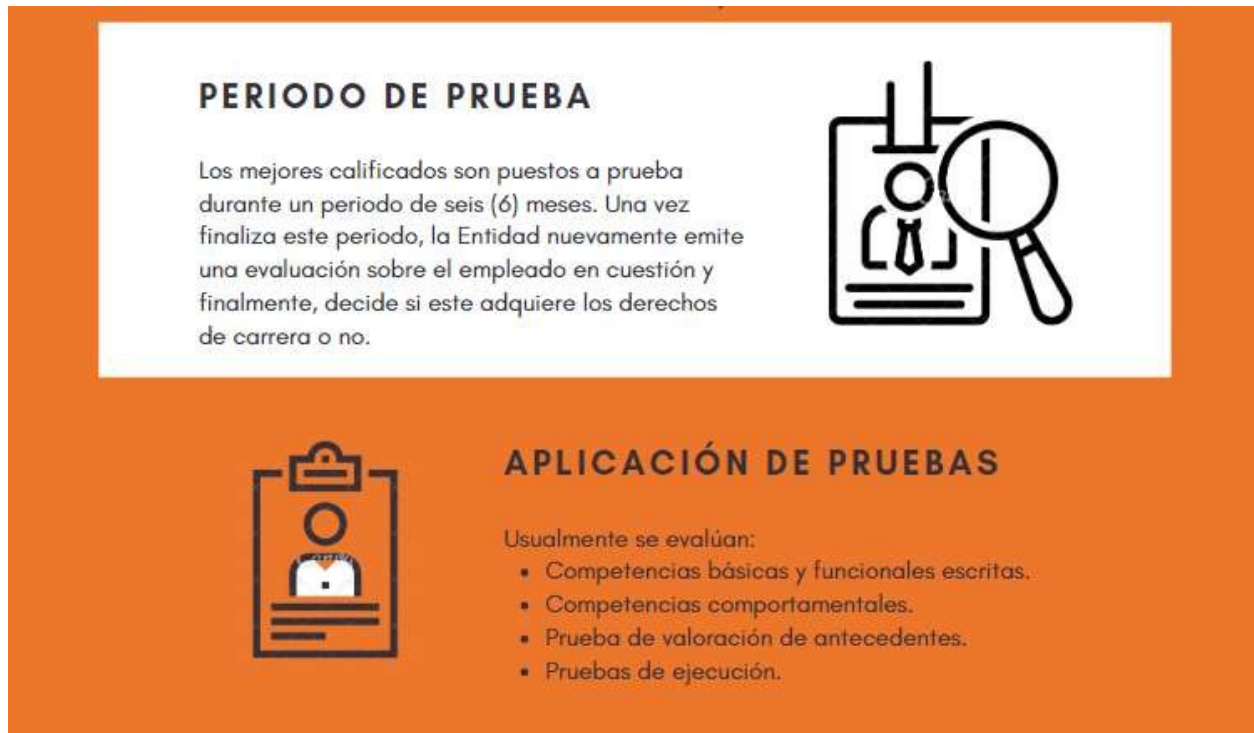 PERIODO DE PRUEBA
Los mejores calificados son puestos a prueba
durante un periodo de seis (6) meses. Una vez
finaliza este periodo, la Entidad nuevamente emite
una evaluación sobre el empleado en cuestión y
finalmente, decide si este adquiere los derechos
de carrera o no.
APLICACIÓN DE PRUEBAS
Usualmente se evalúan:
• Competencias básicas y funcionales escritas.
• Competencias comportamentales.
• Prueba de valoración de antecedentes.
• Pruebas de ejecución.